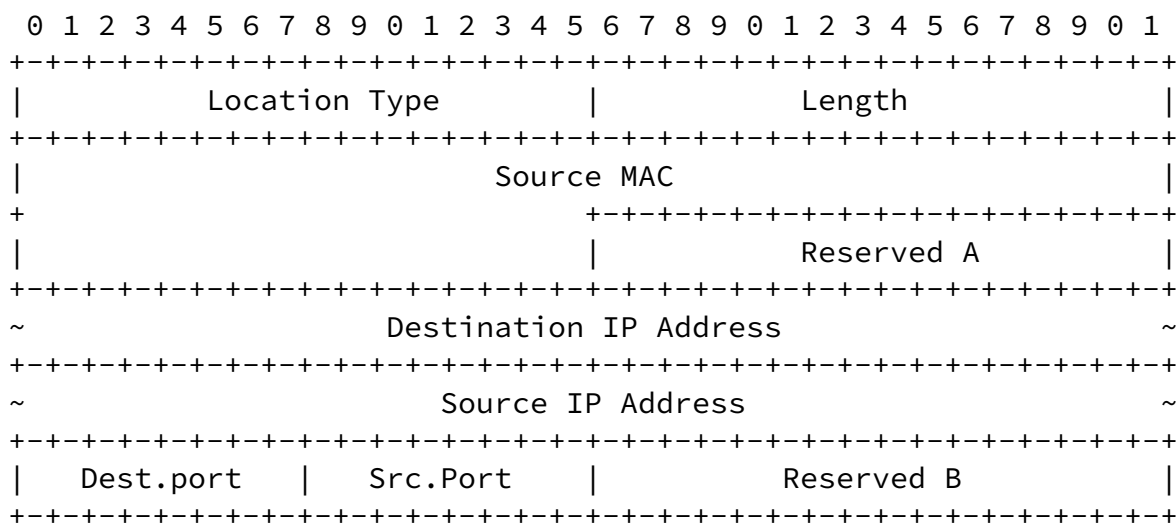 0 1 2 3 4 5 6 7 8 9 0 1 2 3 4 5 6 7 8 9 0 1 2 3 4 5 6 7 8 9 0 1
+-+-+-+-+-+-+-+-+-+-+-+-+-+-+-+-+-+-+-+-+-+-+-+-+-+-+-+-+-+-+-+-+
|          Location Type        |           Length              |
+-+-+-+-+-+-+-+-+-+-+-+-+-+-+-+-+-+-+-+-+-+-+-+-+-+-+-+-+-+-+-+-+
|                          Source MAC                           |
+                               +-+-+-+-+-+-+-+-+-+-+-+-+-+-+-+-+
|                               |           Reserved A          |
+-+-+-+-+-+-+-+-+-+-+-+-+-+-+-+-+-+-+-+-+-+-+-+-+-+-+-+-+-+-+-+-+
~                    Destination IP Address                     ~
+-+-+-+-+-+-+-+-+-+-+-+-+-+-+-+-+-+-+-+-+-+-+-+-+-+-+-+-+-+-+-+-+
~                       Source IP Address                       ~
+-+-+-+-+-+-+-+-+-+-+-+-+-+-+-+-+-+-+-+-+-+-+-+-+-+-+-+-+-+-+-+-+
|   Dest.port   |   Src.Port    |          Reserved B           |
+-+-+-+-+-+-+-+-+-+-+-+-+-+-+-+-+-+-+-+-+-+-+-+-+-+-+-+-+-+-+-+-+